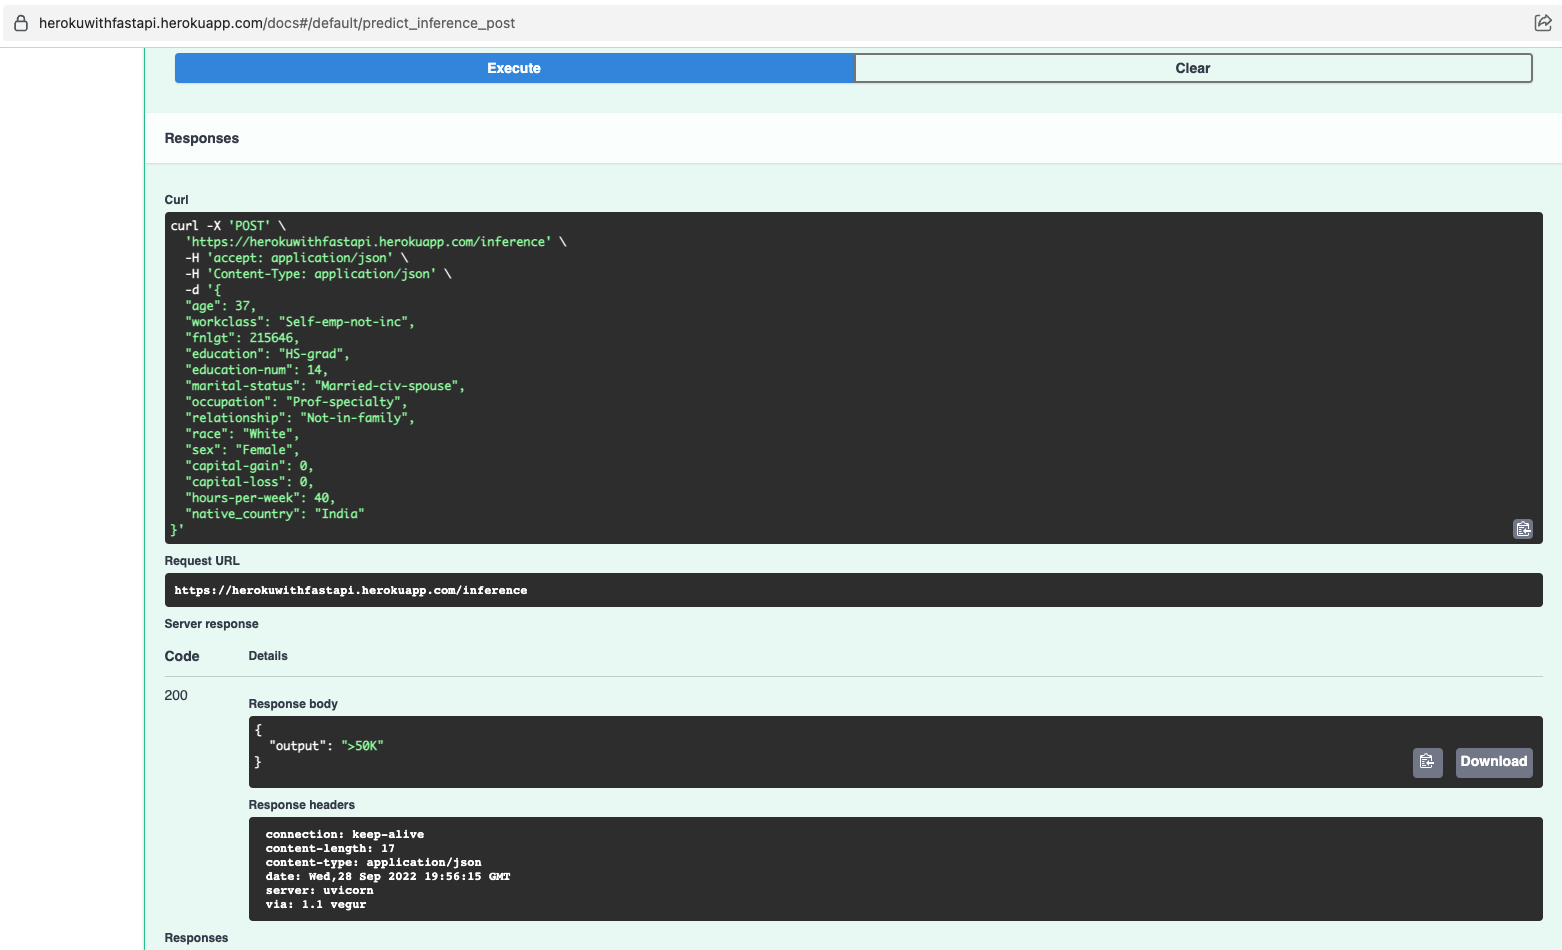 herokuwithfastapi.herokuapp.com/docs#/default/predict_inference_post
Execute
Clear
Responses
Curl
curl -X 'POST' \
  'https://herokuwithfastapi.herokuapp.com/inference' \
  -H 'accept: application/json' \
  -H 'Content-Type: application/json' \
  -d '{
  "age": 37,
  "workclass": "Self-emp-not-inc",
  "fnlgt": 215646,
  "education": "HS-grad",
  "education-num": 14,
  "marital-status": "Married-civ-spouse",
  "occupation": "Prof-specialty",
  "relationship": "Not-in-family",
  "race": "White",
  "sex": "Female",
  "capital-gain": 0,
  "capital-loss": 0,
  "hours-per-week": 40,
  "native_country": "India"
}'
Request URL
https://herokuwithfastapi.herokuapp.com/inference
Server response
Code Details
200
Response body
{
  "output": ">50K"
}
Download
Response headers
connection: keep-alive
content-length: 17
content-type: application/json
date: Wed,28 Sep 2022 19:56:15 GMT
server: uvicorn
via: 1.1 vegur
Responses